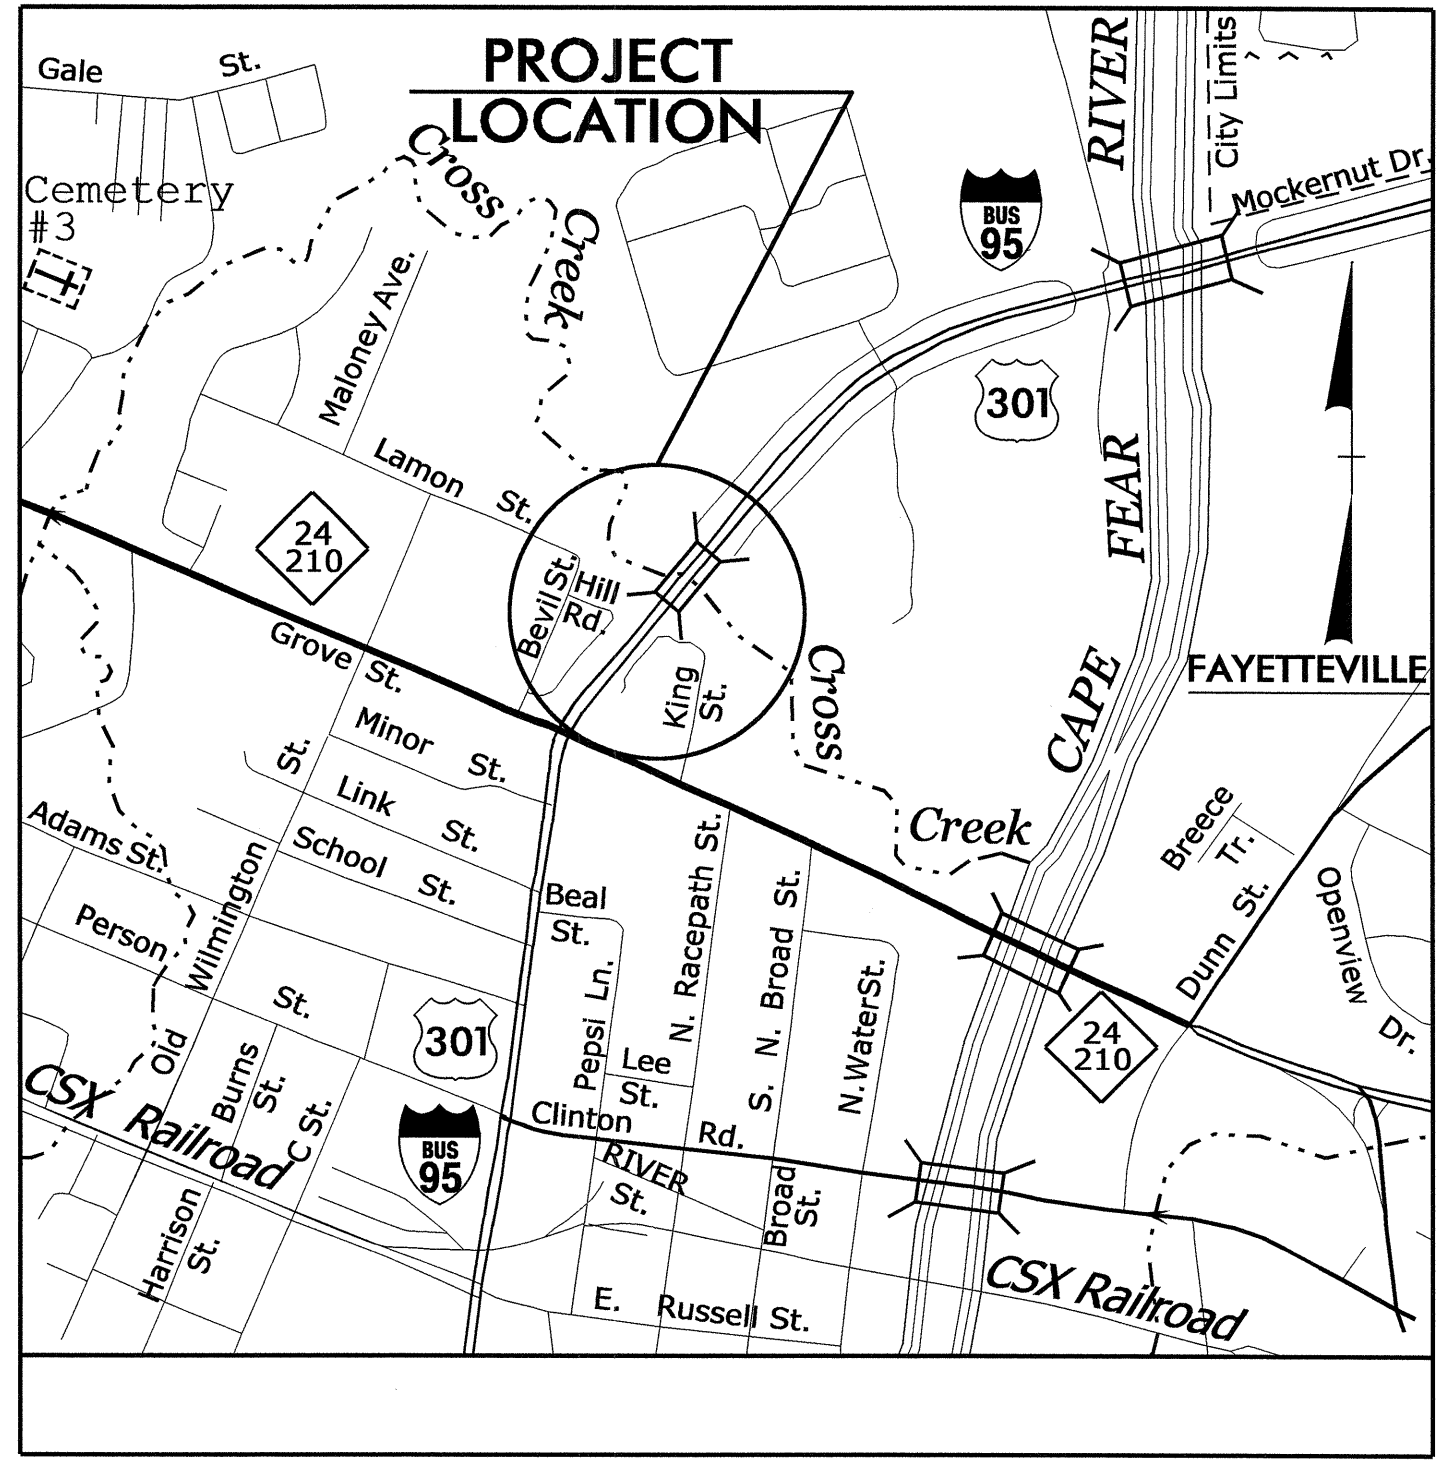 PROJECT
LOCATION
Gale St.
Cemetery
#3
Cross
Creek
RIVER
City Limits
Mockernut Dr.
BUS
95
301
Maloney Ave.
Lamon St.
24
210
Bevil St.
Hill
Rd.
Grove St.
King
St.
Cross
Creek
FEAR
CAPE
FAYETTEVILLE
Minor St.
Link St.
School St.
Adams St.
Person St.
Old Wilmington St.
Beal
St.
Pepsi Ln.
N. Racepath St.
S. N. Broad St.
N. Water St.
Lee
St.
Breece
Tr.
Dunn St.
Openview
Dr.
24
210
301
BUS
95
Burns
St.
C St.
CSX Railroad
Harrison
St.
Clinton Rd.
RIVER
St.
Broad
St.
E. Russell St.
CSX Railroad